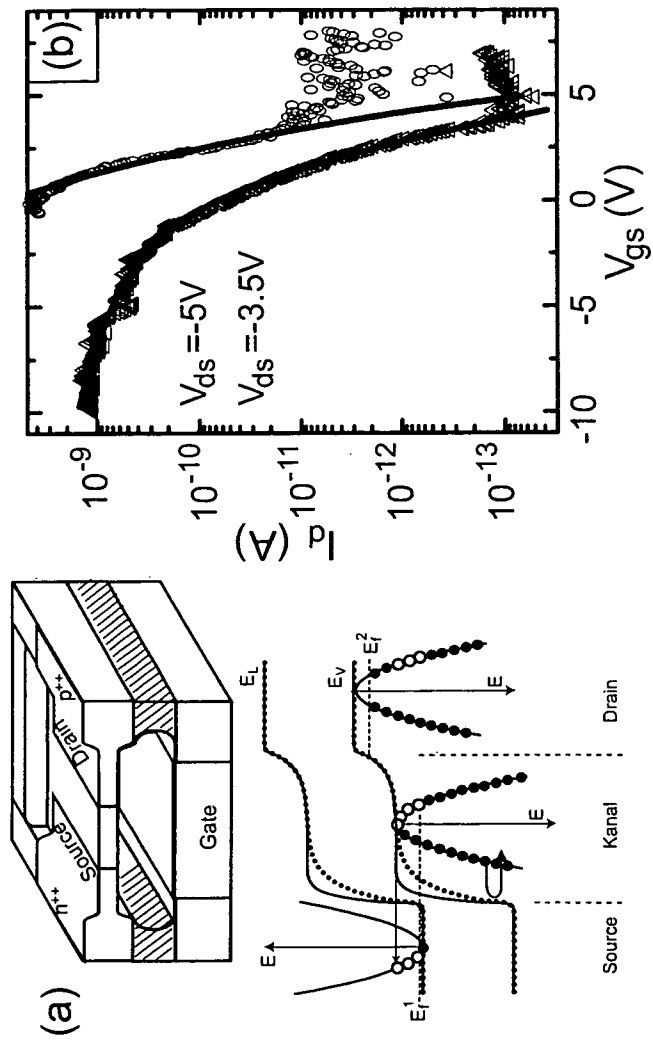 (a)
n++
Source
Drain
p++
Gate
E
E_L
E_V
E_f^1
E_f^2
E
E
Source
Kanal
Drain
(b)
I_d (A)
10^-9
10^-10
10^-11
10^-12
10^-13
V_ds=-5V
V_ds=-3.5V
-10
-5
0
5
V_gs (V)